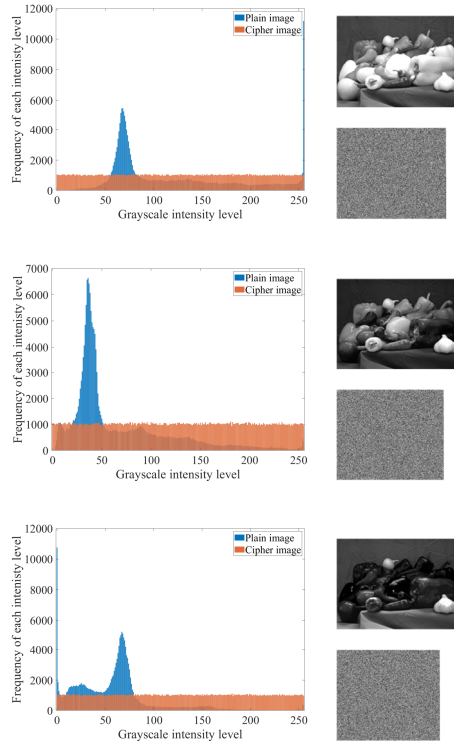 12000
10000
8000
6000
4000
2000
0
Frequency of each intenisty level
Plain image
Cipher image
0 50 100 150 200 250
Grayscale intensity level
7000
6000
5000
4000
3000
2000
1000
0
Frequency of each intenisty level
Plain image
Cipher image
0 50 100 150 200 250
Grayscale intensity level
12000
10000
8000
6000
4000
2000
0
Frequency of each intenisty level
Plain image
Cipher image
0 50 100 150 200 250
Grayscale intensity level